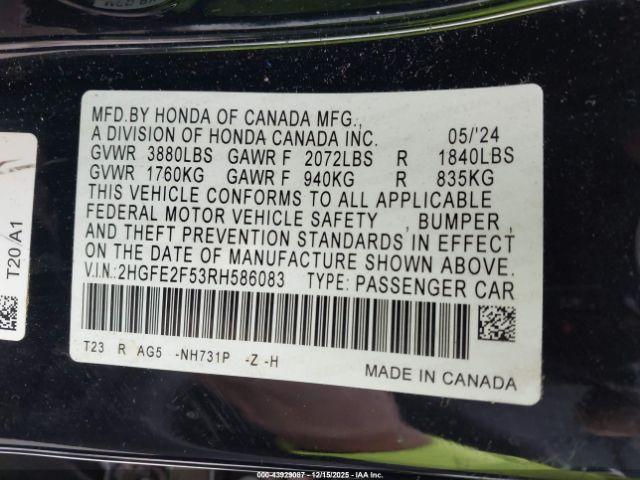 MFD.BY HONDA OF CANADA MFG.,
A DIVISION OF HONDA CANADA INC. 05/'24
GVWR 3880LBS GAWR F 2072LBS R 1840LBS
GVWR 1760KG GAWR F 940KG R 835KG
THIS VEHICLE CONFORMS TO ALL APPLICABLE
FEDERAL MOTOR VEHICLE SAFETY , BUMPER ,
AND THEFT PREVENTION STANDARDS IN EFFECT
ON THE DATE OF MANUFACTURE SHOWN ABOVE.
V.I.N.:2HGFE2F53RH586083 TYPE: PASSENGER CAR
T23 R AG5 -NH731P -Z -H
MADE IN CANADA
T20 A1
© 43929087 - 12/15/2025 - IAA Inc.